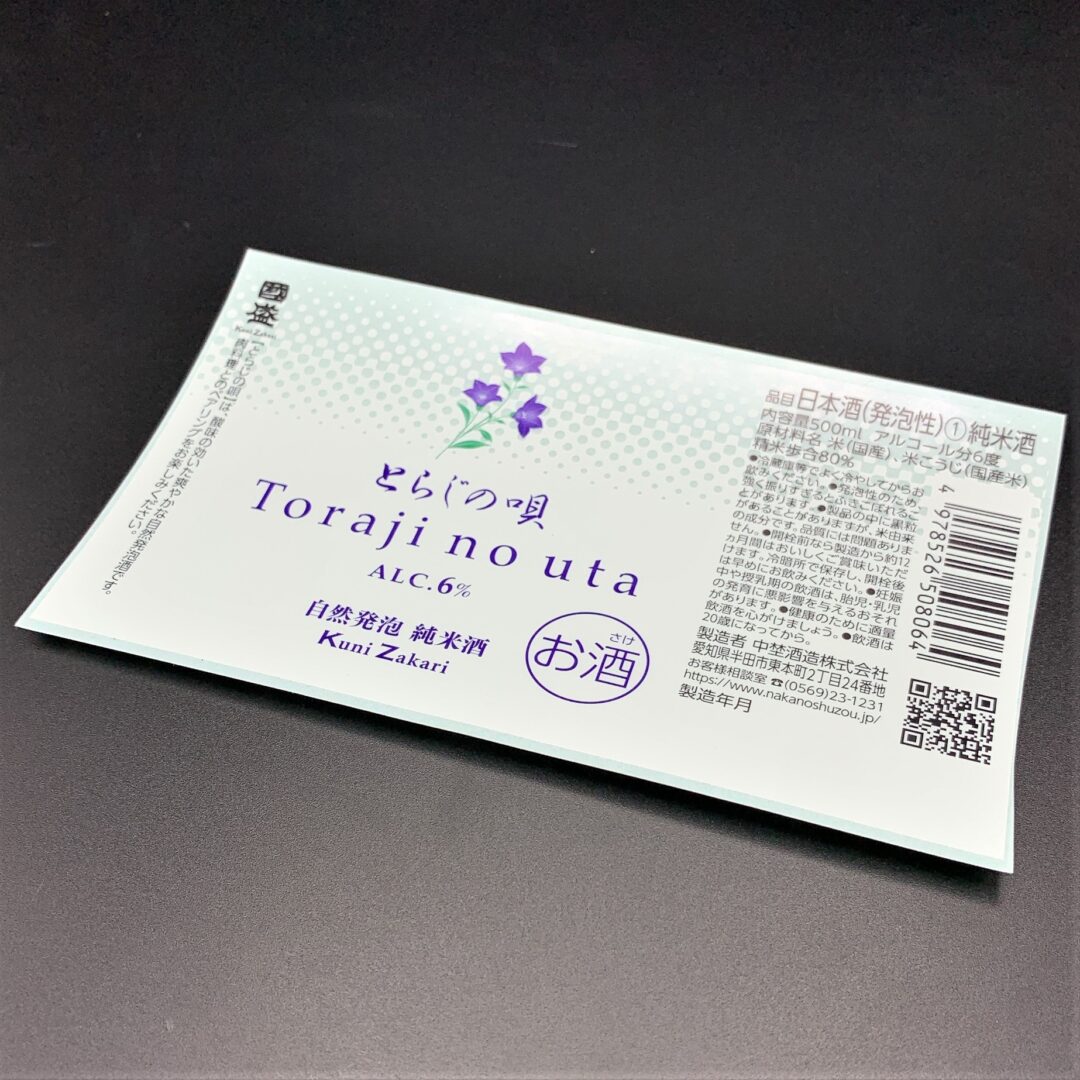 國盛
Kuni Zakari
【とらじの唄】は、酸味の効いた爽やかな自然発泡酒です。
肉料理とのペアリングをお楽しみください。
とらじの唄
Toraji no uta
ALC.6%
自然発泡 純米酒
Kuni Zakari
お酒
さけ
品目 日本酒(発泡性)① 純米酒
内容量500mL アルコール分6度
原材料名 米(国産)、米こうじ(国産米)
精米歩合80%
●冷蔵庫等でよく冷やしてからお
飲みください。●発泡性のため、
強く振りすぎるとふきこぼれるこ
とがあります。●製品の中に黒粒
があることがありますが、米由来
の成分です。品質には問題ありま
せん。●開栓前なら製造から約12
ヵ月間はおいしくご賞味いただ
けます。冷暗所で保存し、開栓後
は早めにお飲みください。●妊娠
中や授乳期の飲酒は、胎児・乳児
の発育に悪影響を与えるおそれ
があります。●健康のために適量
飲酒を心がけましょう。●飲酒は
20歳になってから。
製造者 中埜酒造株式会社
愛知県半田市東本町2丁目24番地
お客様相談室 ☎(0569)23-1231
https://www.nakanoshuzou.jp/
製造年月
4 978526 508064